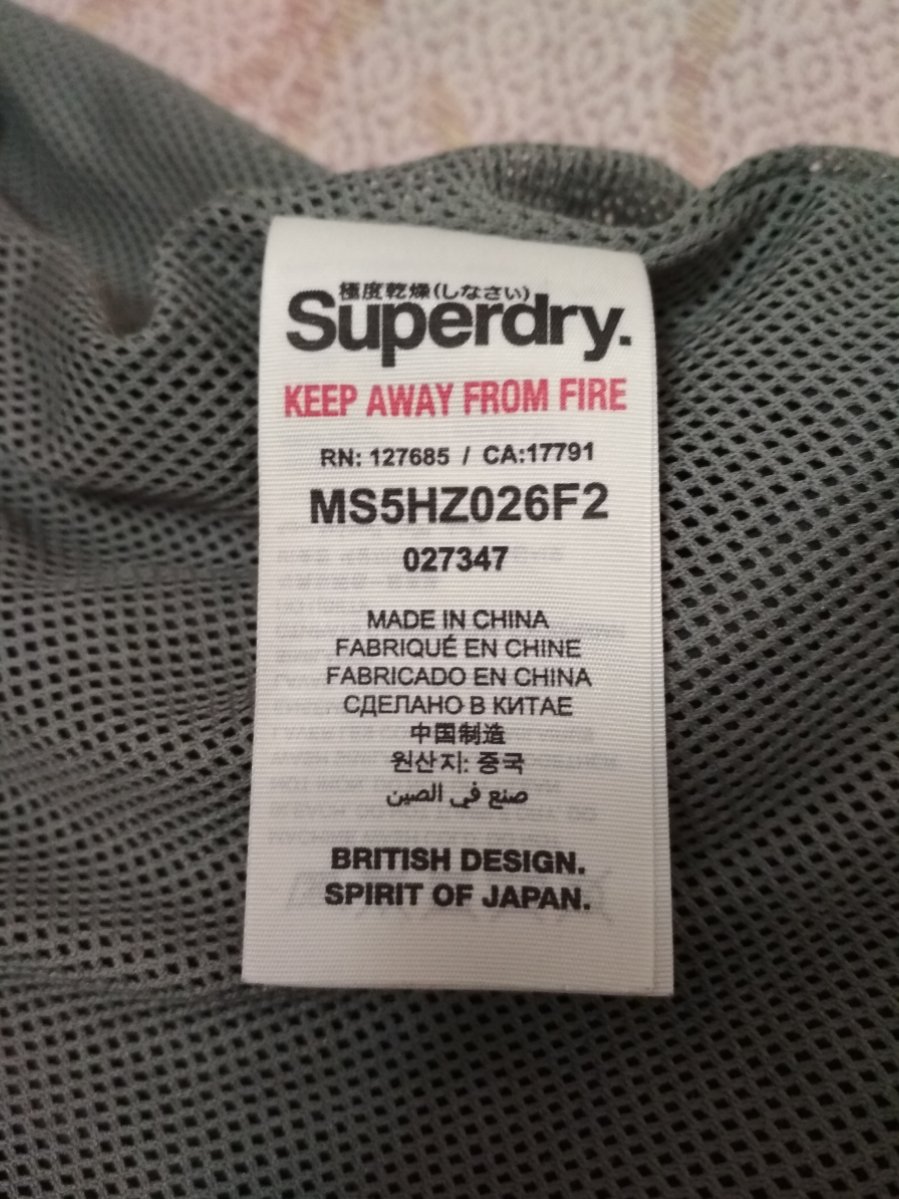 極度乾燥(しなさい)
Superdry.
KEEP AWAY FROM FIRE
RN: 127685 / CA:17791
MS5HZ026F2
027347
MADE IN CHINA
FABRIQUÉ EN CHINE
FABRICADO EN CHINA
СДЕЛАНО В КИТАЕ
中国制造
원산지: 중국
صنع في الصين
BRITISH DESIGN.
SPIRIT OF JAPAN.